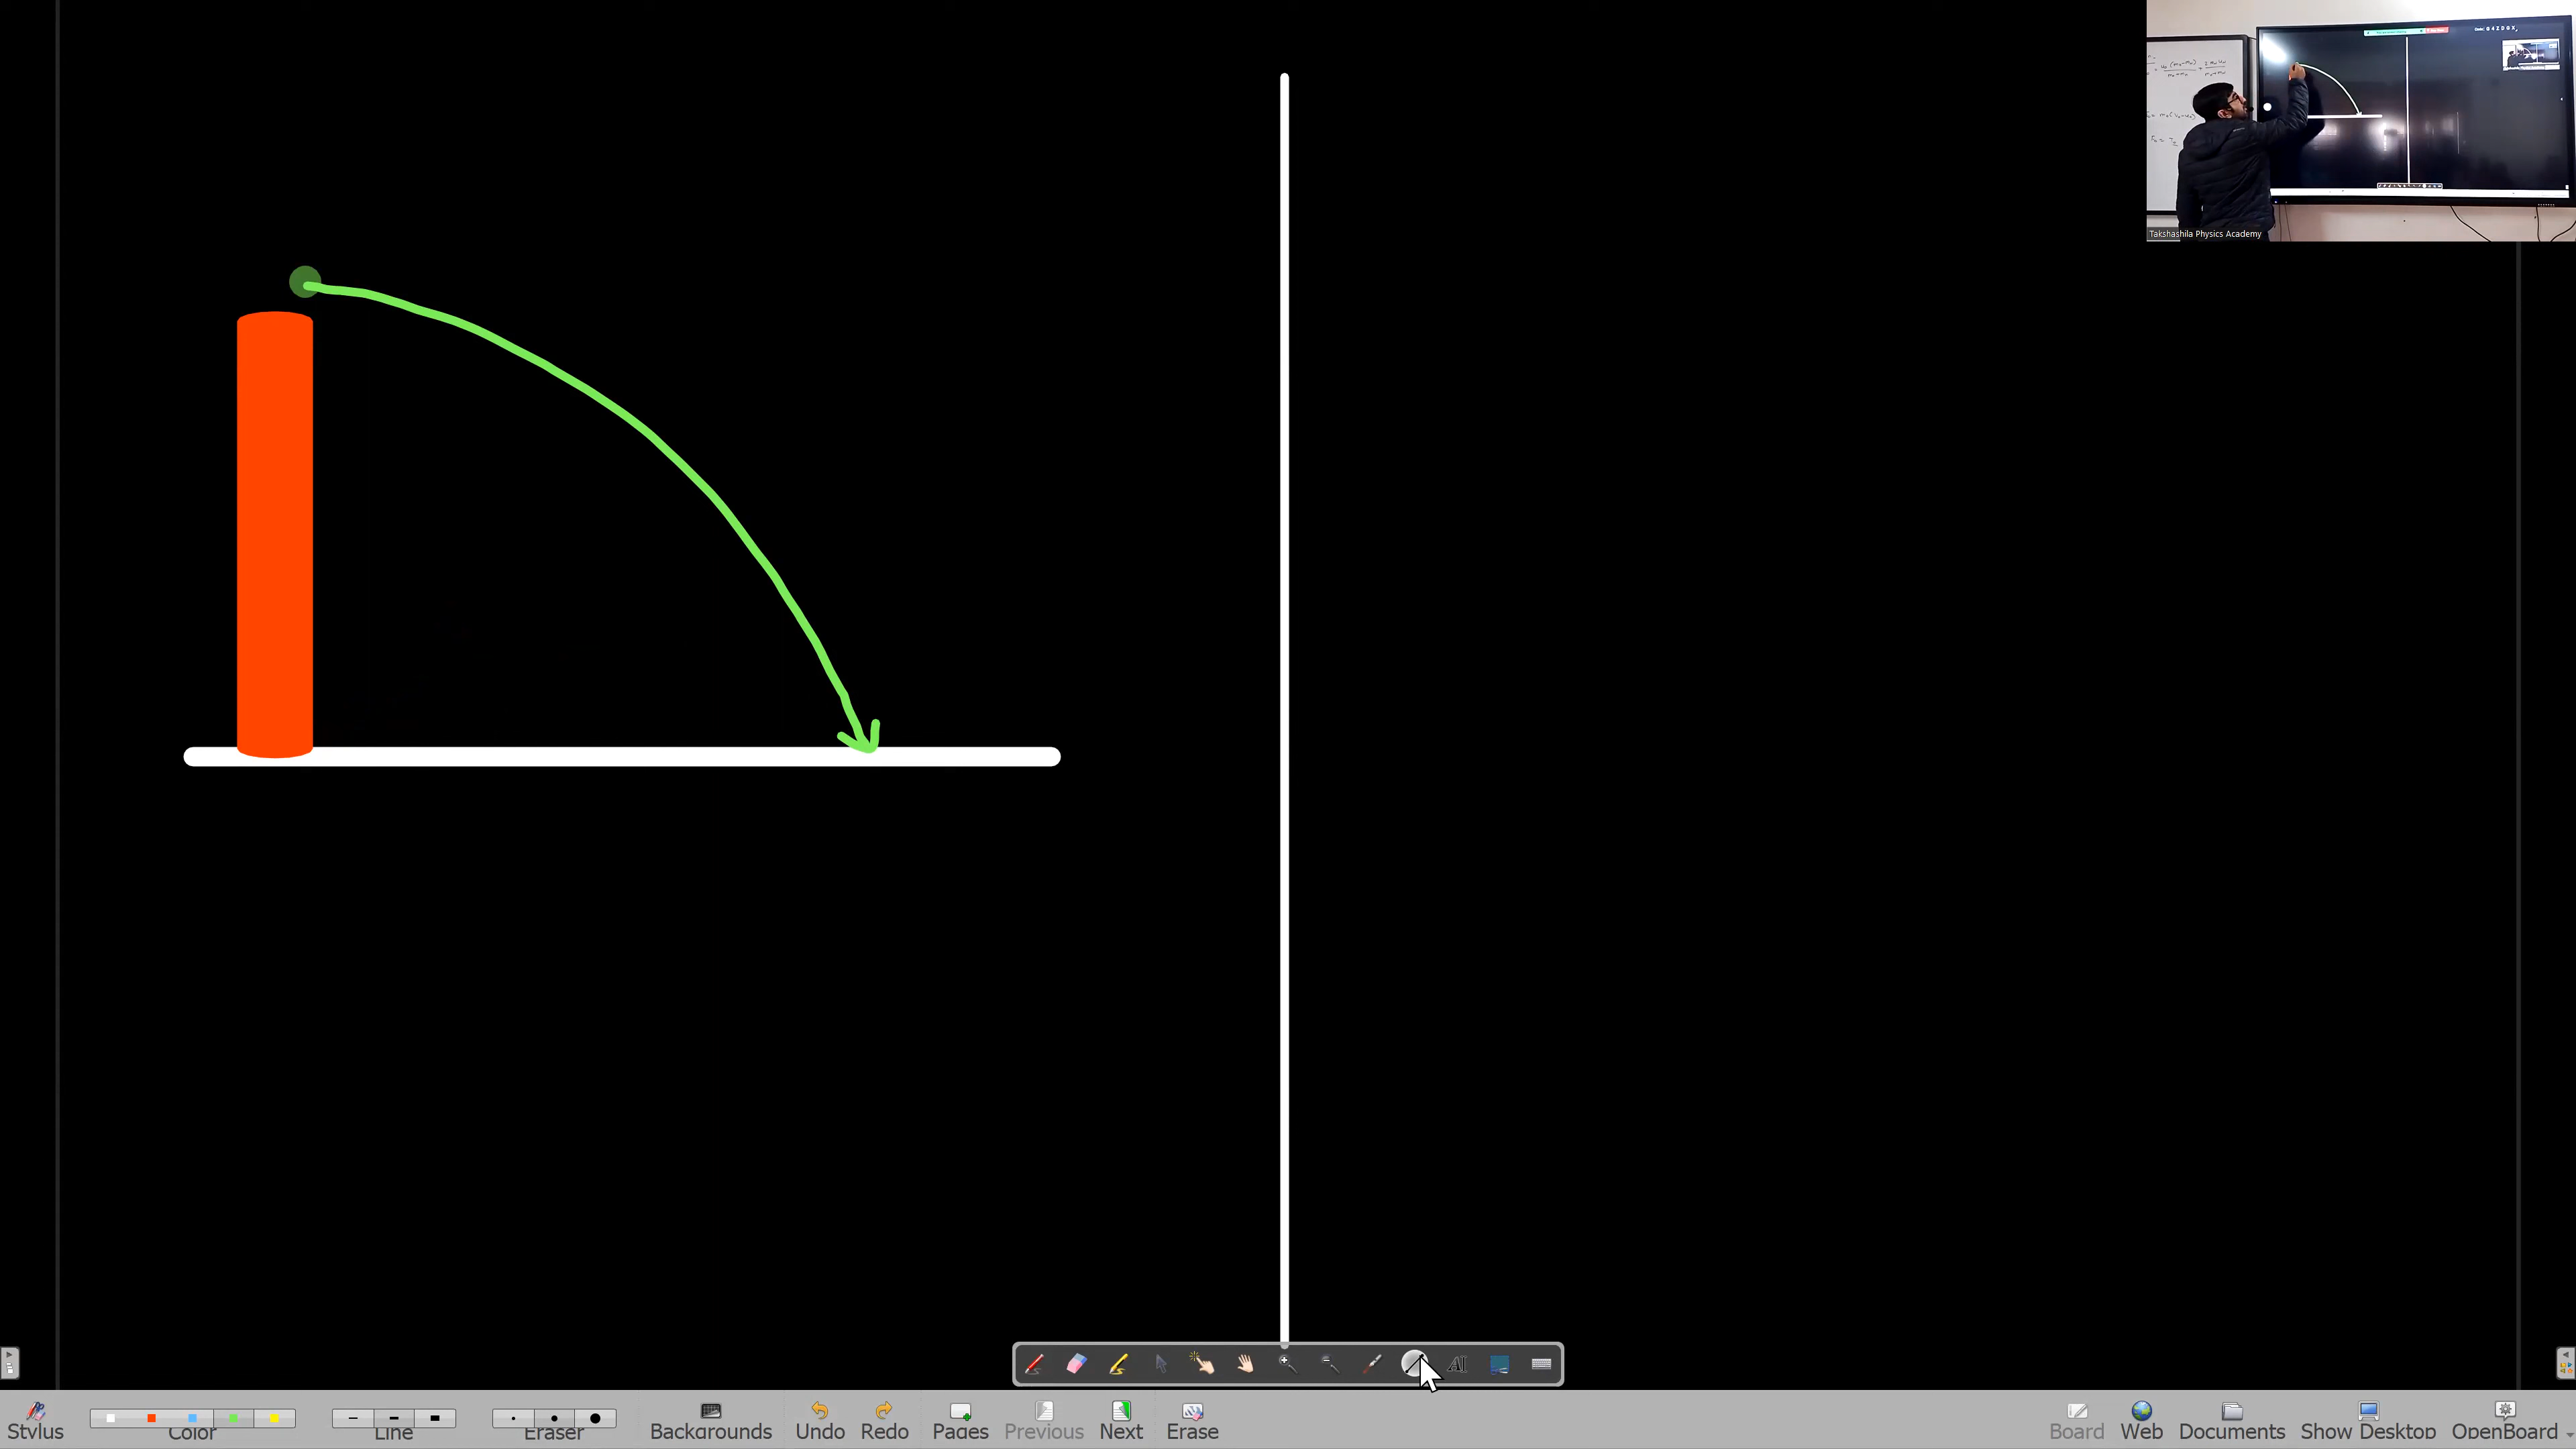 Takshashila Physics Academy
AI
Stylus
Color
Line
Eraser
Backgrounds
Undo
Redo
Pages
Previous
Next
Erase
Board
Web
Documents
Show Desktop
OpenBoard